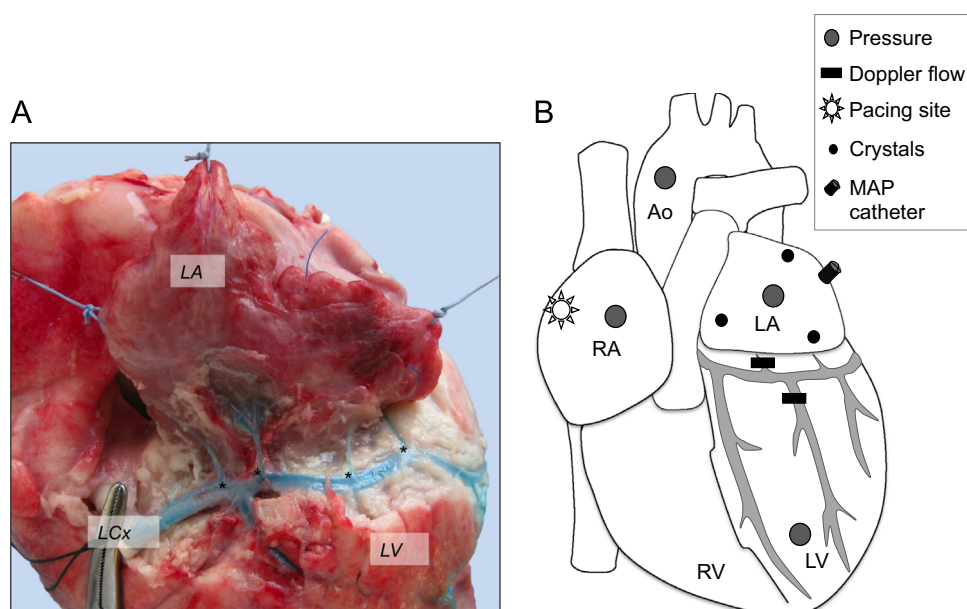 A
LA
*
*
*
*
LCx
LV
B
Pressure
Doppler flow
Pacing site
Crystals
MAP
catheter
Ao
LA
RA
LV
RV